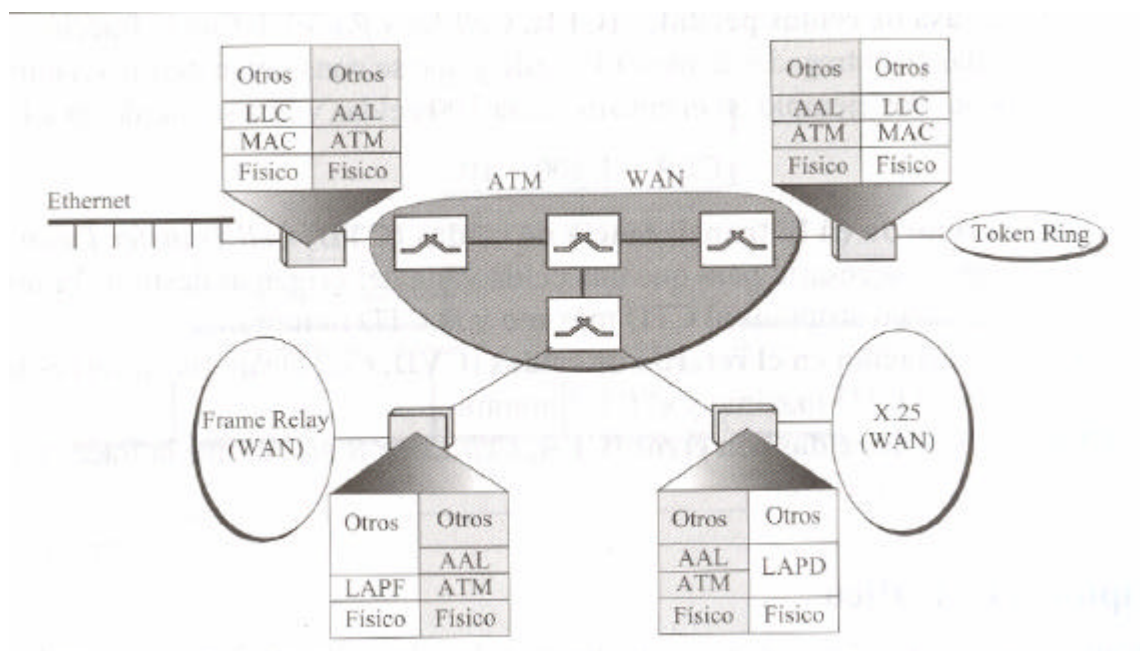 Otros Otros
LLC AAL
MAC ATM
Físico Físico
Otros Otros
AAL LLC
ATM MAC
Físico Físico
ATM WAN
Ethernet
Token Ring
Frame Relay
(WAN)
X.25
(WAN)
Otros Otros
AAL
LAPF ATM
Físico Físico
Otros Otros
AAL LAPD
ATM
Físico Físico